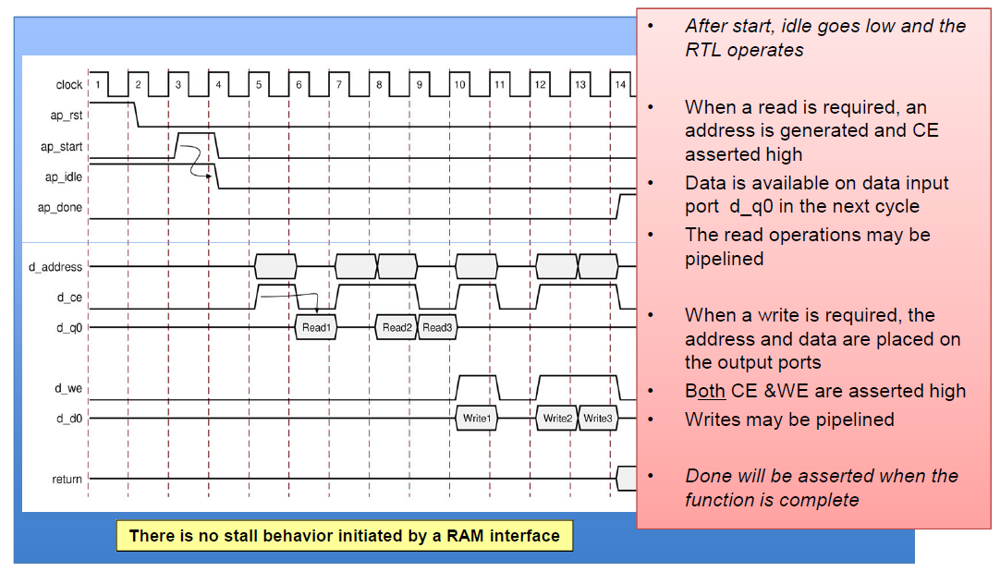 clock 1 2 3 4 5 6 7 8 9 10 11 12 13 14
ap_rst
ap_start
ap_idle
ap_done
d_address
d_ce
d_q0 Read1 Read2 Read3
d_we
d_d0 Write1 Write2 Write3
return
There is no stall behavior initiated by a RAM interface
• After start, idle goes low and the
RTL operates
• When a read is required, an
address is generated and CE
asserted high
• Data is available on data input
port d_q0 in the next cycle
• The read operations may be
pipelined
• When a write is required, the
address and data are placed on
the output ports
• Both CE &WE are asserted high
• Writes may be pipelined
• Done will be asserted when the
function is complete